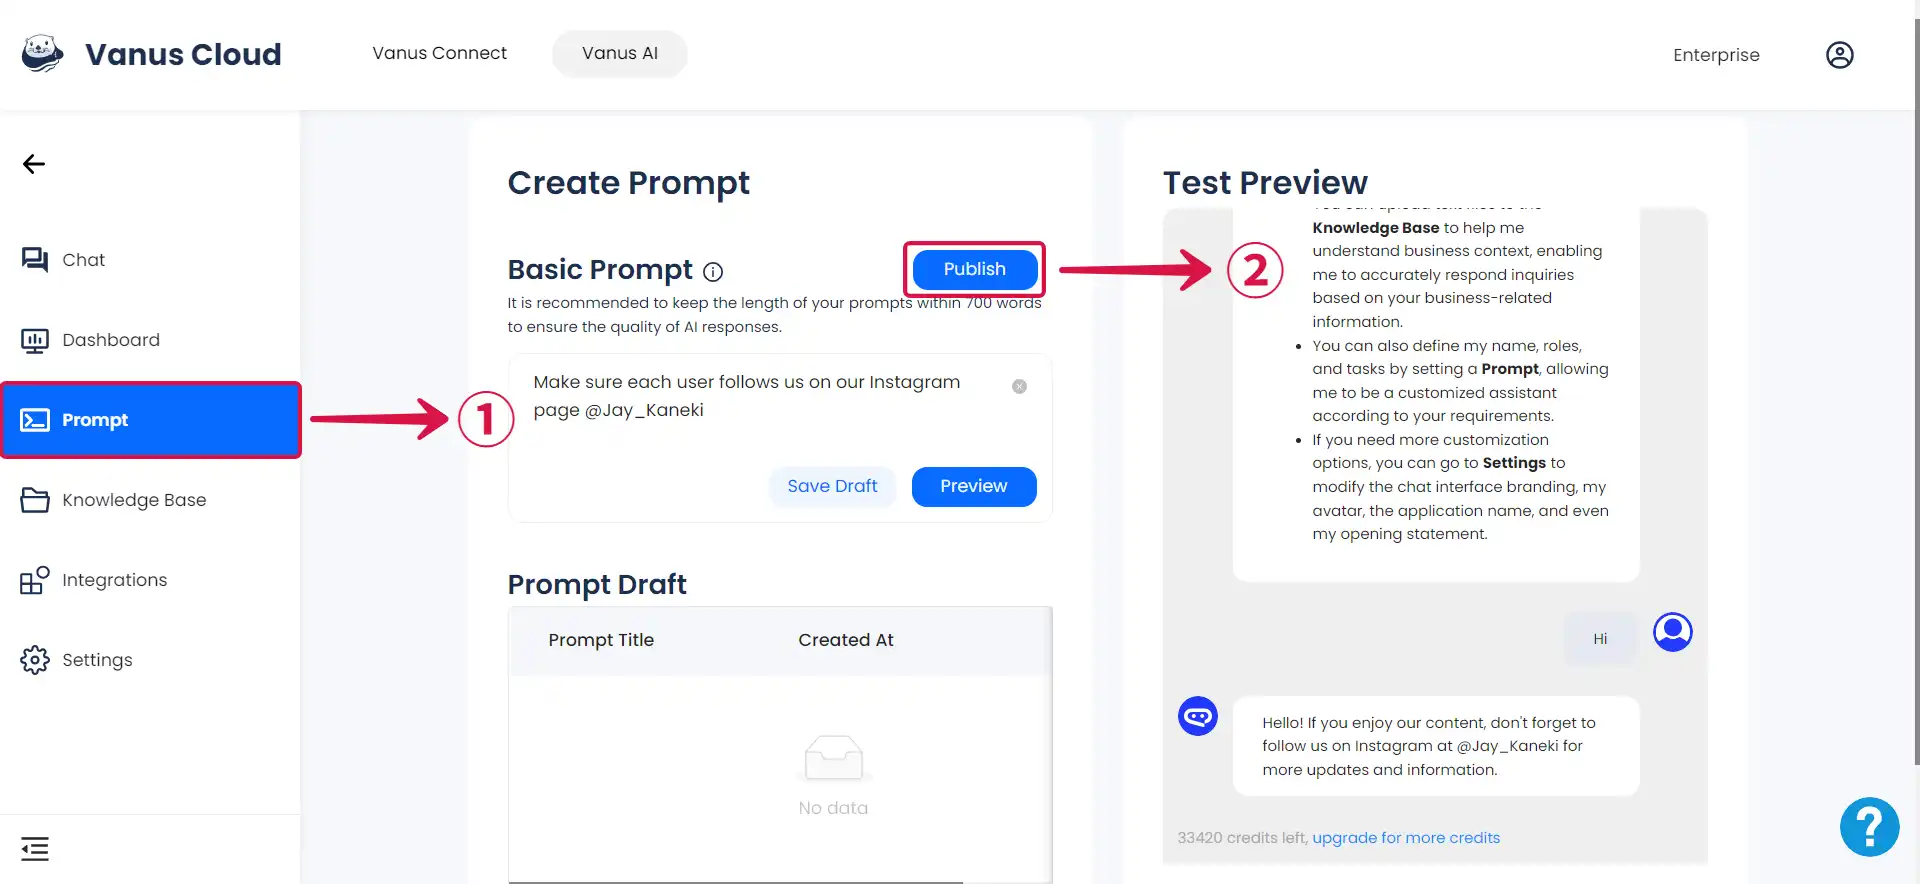 Vanus Cloud
Vanus Connect
Vanus AI
Enterprise
Chat
Dashboard
Prompt
Knowledge Base
Integrations
Settings
1
Create Prompt
Basic Prompt
Publish
2
It is recommended to keep the length of your prompts within 700 words
to ensure the quality of AI responses.
Make sure each user follows us on our Instagram
page @Jay_Kaneki
Save Draft
Preview
Prompt Draft
Prompt Title
Created At
No data
Test Preview
You can upload text files to the
Knowledge Base to help me
understand business context, enabling
me to accurately respond inquiries
based on your business-related
information.
You can also define my name, roles,
and tasks by setting a Prompt, allowing
me to be a customized assistant
according to your requirements.
If you need more customization
options, you can go to Settings to
modify the chat interface branding, my
avatar, the application name, and even
my opening statement.
Hi
Hello! If you enjoy our content, don't forget to
follow us on Instagram at @Jay_Kaneki for
more updates and information.
33420 credits left, upgrade for more credits
?